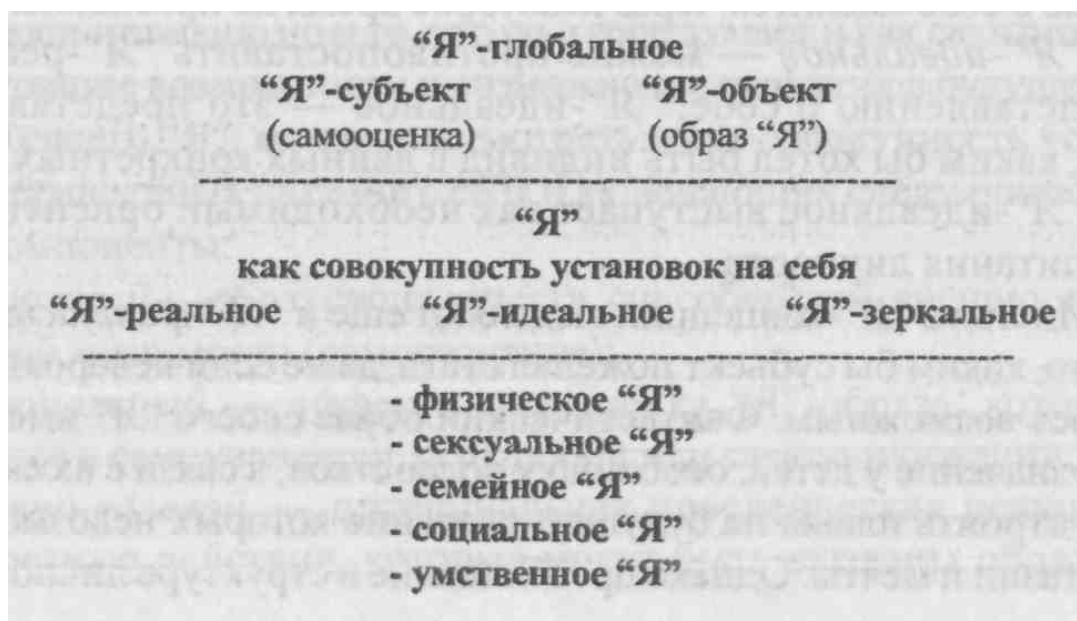 “Я”-глобальное
“Я”-субъект “Я”-объект
(самооценка) (образ “Я”)
“Я”
как совокупность установок на себя
“Я”-реальное “Я”-идеальное “Я”-зеркальное
- физическое “Я”
- сексуальное “Я”
- семейное “Я”
- социальное “Я”
- умственное “Я”